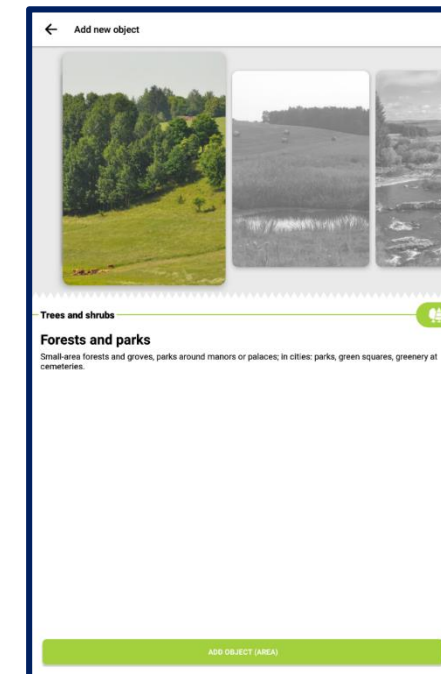 Add new object
Trees and shrubs
Forests and parks
Small-area forests and groves, parks around manors or palaces; in cities: parks, green squares, greenery at
cemeteries.
ADD OBJECT (AREA)